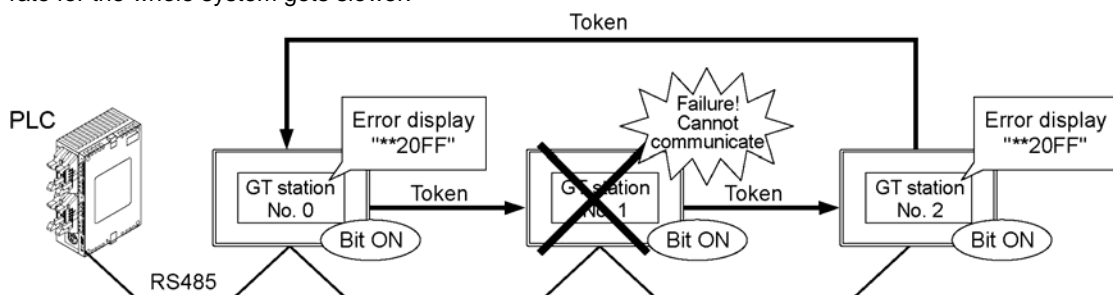 rate for the whole system gets slower.
Token
PLC
Error display
"**20FF"
Failure!
Cannot
communicate
Error display
"**20FF"
GT station
No. 0
Token
GT station
No. 1
Token
GT station
No. 2
Bit ON
Bit ON
Bit ON
RS485